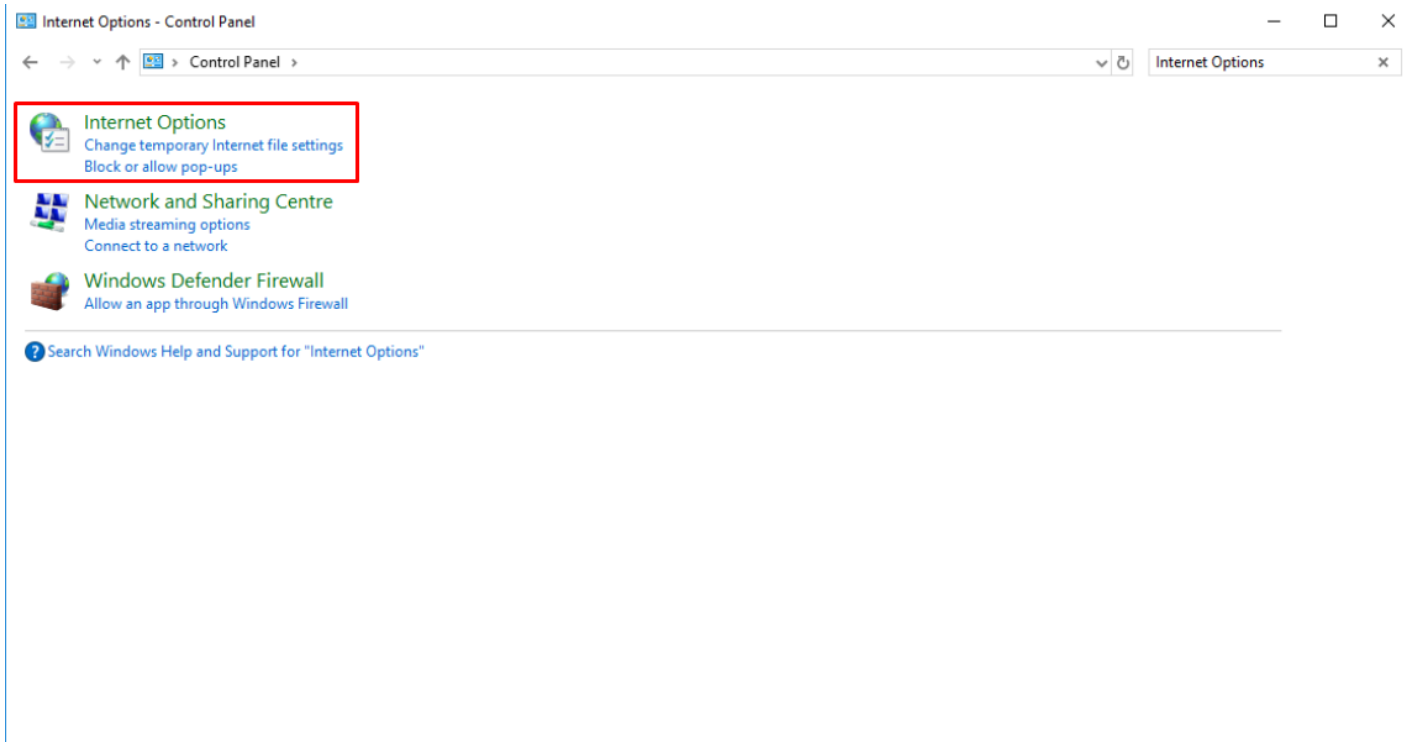 Internet Options - Control Panel
Control Panel
Internet Options
Internet Options
Change temporary Internet file settings
Block or allow pop-ups
Network and Sharing Centre
Media streaming options
Connect to a network
Windows Defender Firewall
Allow an app through Windows Firewall
Search Windows Help and Support for "Internet Options"